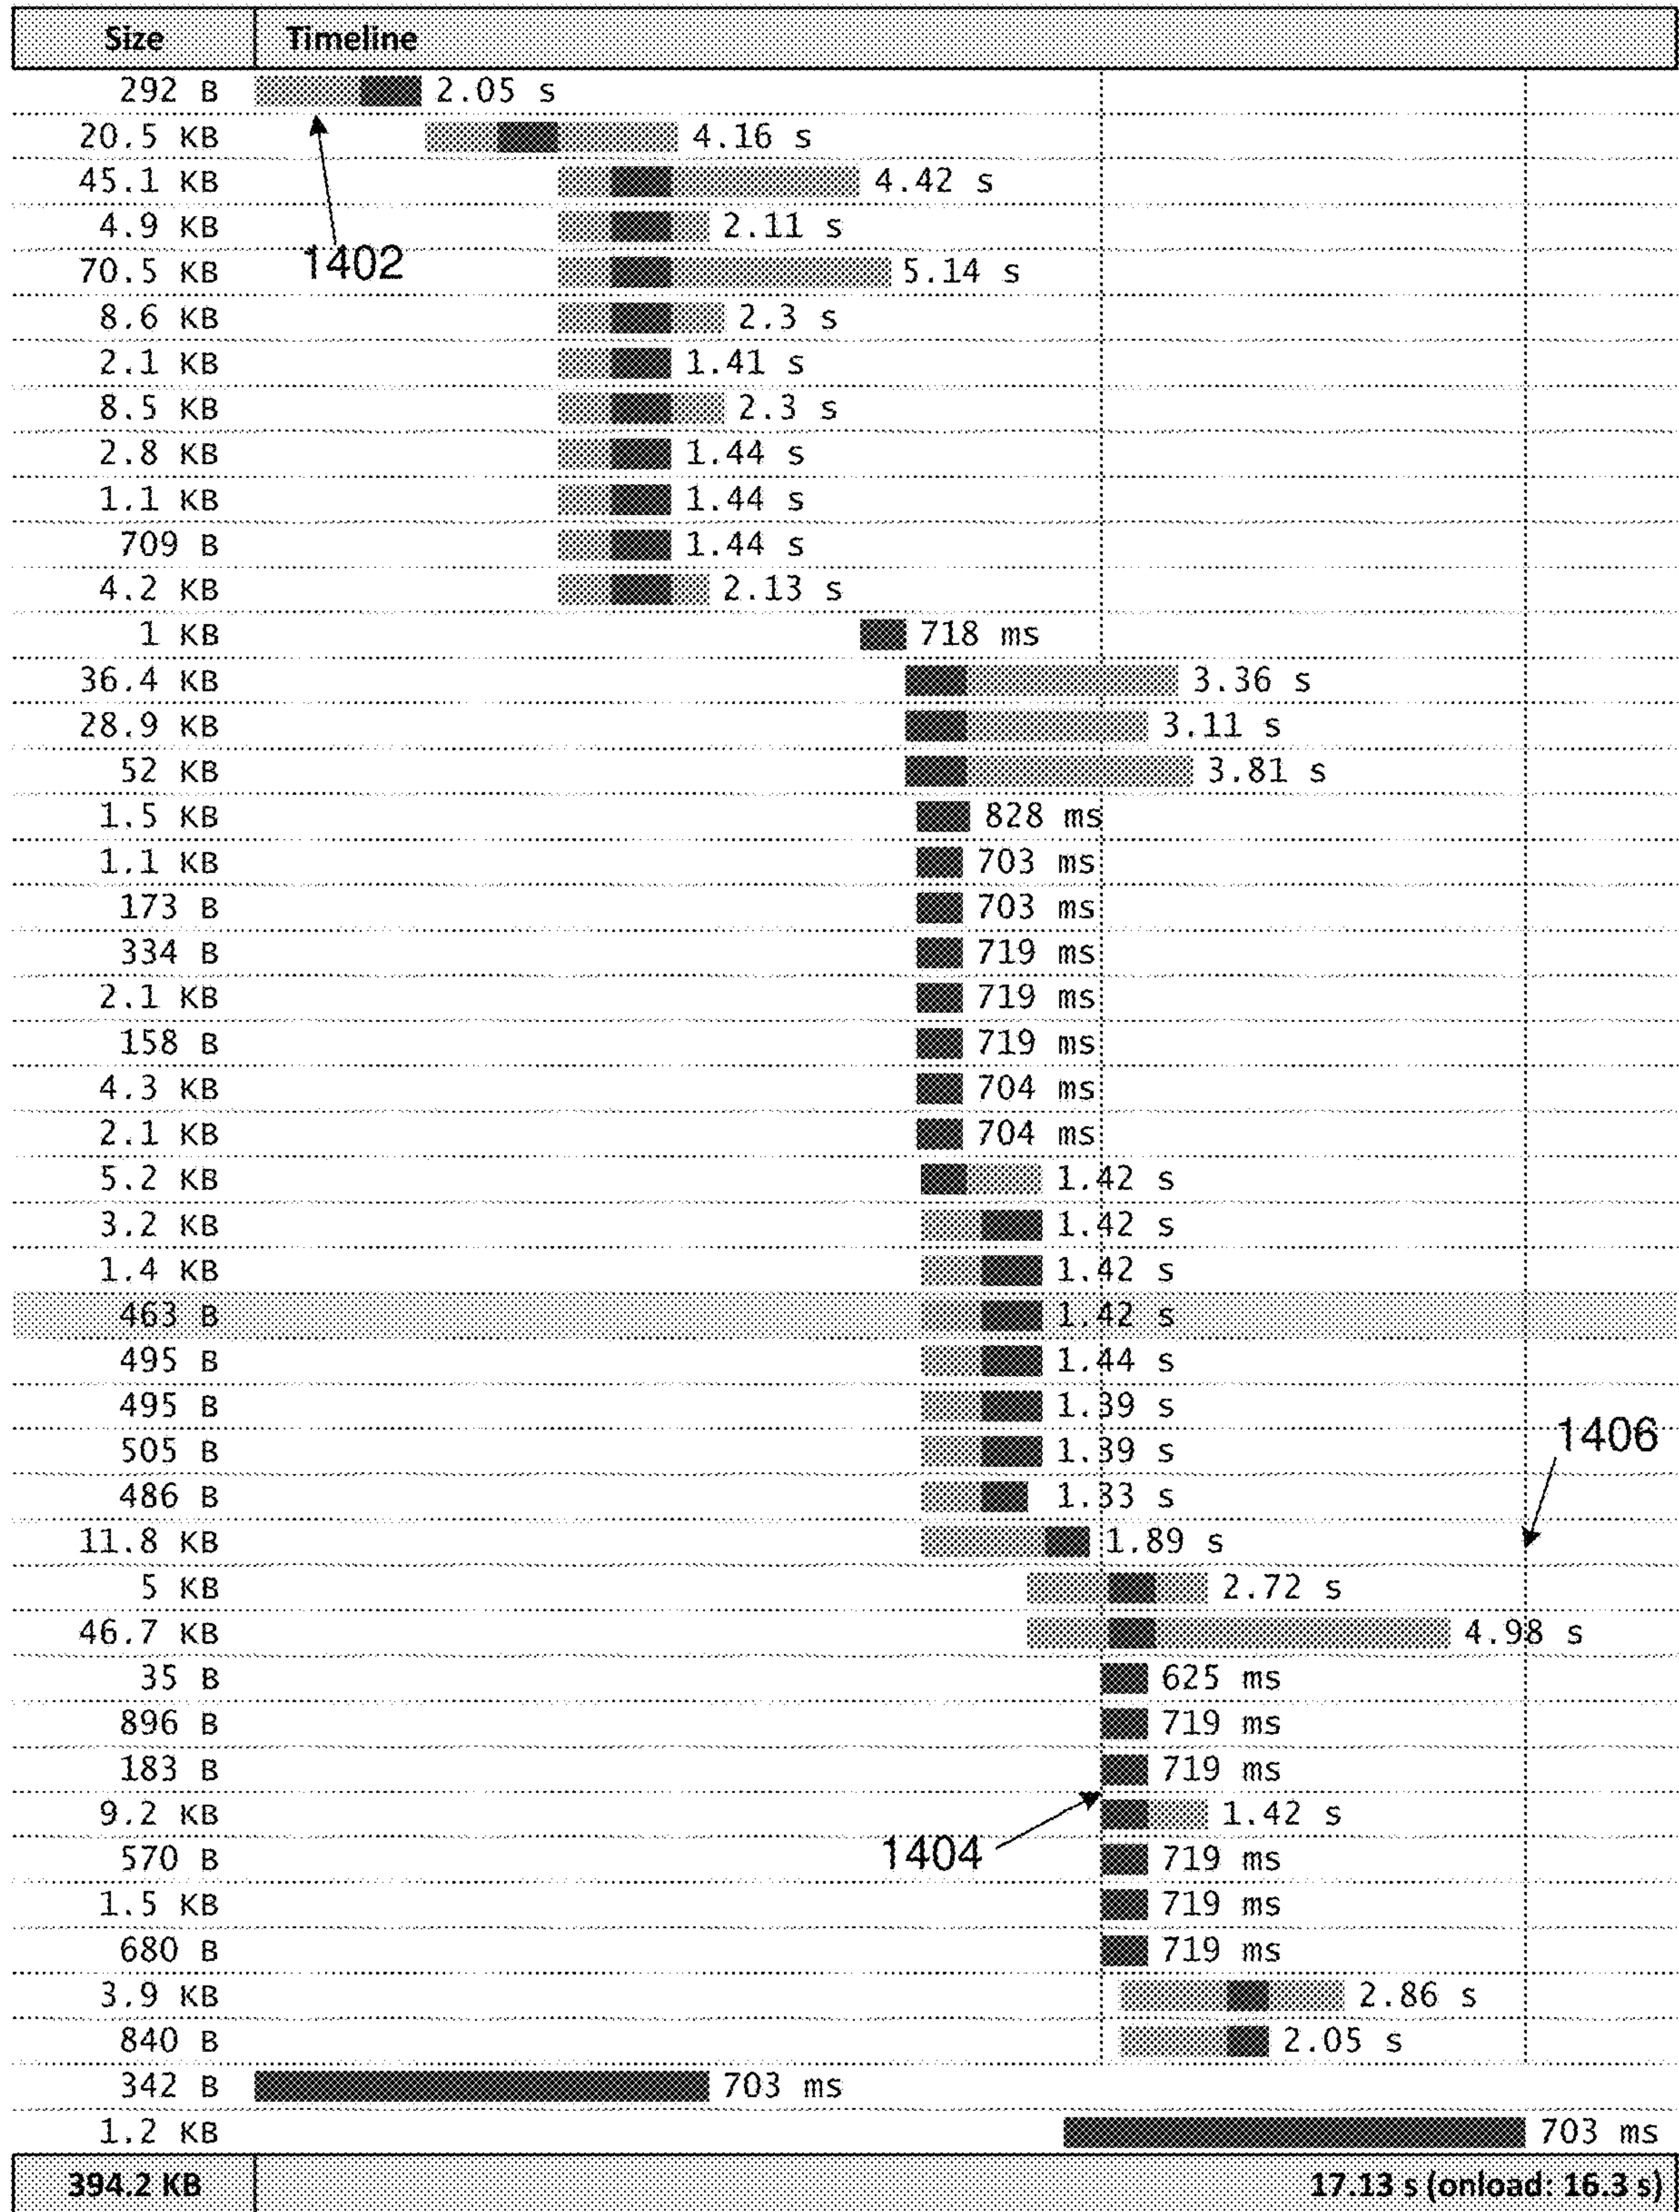 Size Timeline
292 B 2.05 s
20.5 KB 4.16 s
45.1 KB 4.42 s
4.9 KB 2.11 s
1402
70.5 KB 5.14 s
8.6 KB 2.3 s
2.1 KB 1.41 s
8.5 KB 2.3 s
2.8 KB 1.44 s
1.1 KB 1.44 s
709 B 1.44 s
4.2 KB 2.13 s
1 KB 718 ms
36.4 KB 3.36 s
28.9 KB 3.11 s
52 KB 3.81 s
1.5 KB 828 ms
1.1 KB 703 ms
173 B 703 ms
334 B 719 ms
2.1 KB 719 ms
158 B 719 ms
4.3 KB 704 ms
2.1 KB 704 ms
5.2 KB 1.42 s
3.2 KB 1.42 s
1.4 KB 1.42 s
463 B 1.42 s
495 B 1.44 s
495 B 1.39 s
1406
505 B 1.39 s
486 B 1.33 s
11.8 KB 1.89 s
5 KB 2.72 s
46.7 KB 4.98 s
35 B 625 ms
896 B 719 ms
183 B 719 ms
9.2 KB 1.42 s
1404
570 B 719 ms
1.5 KB 719 ms
680 B 719 ms
3.9 KB 2.86 s
840 B 2.05 s
342 B 703 ms
1.2 KB 703 ms
394.2 KB 17.13 s (onload: 16.3 s)